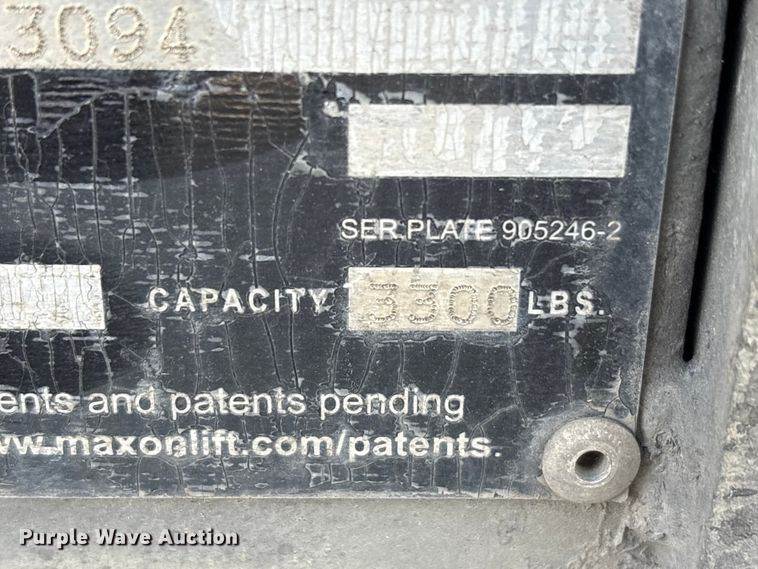 3094
SER.PLATE 905246-2
CAPACITY 3300 LBS.
ents and patents pending
ww.maxonlift.com/patents.
Purple Wave Auction